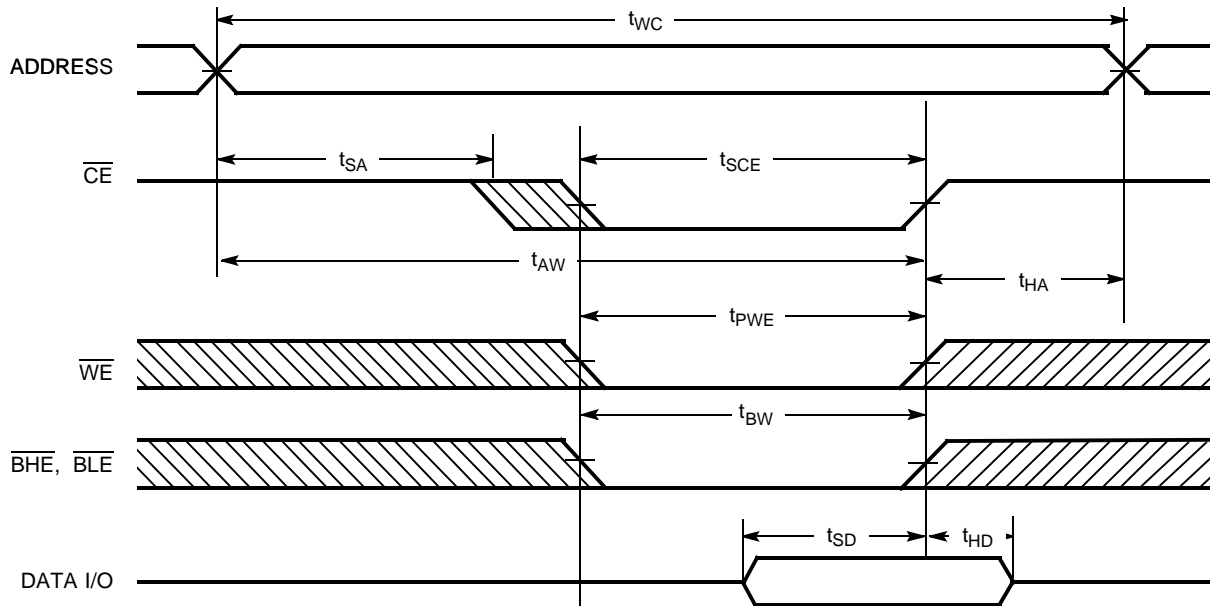 tWC
ADDRESS
tSA
tSCE
CE
tAW
tHA
tPWE
WE
tBW
BHE, BLE
tSD
tHD
DATA I/O